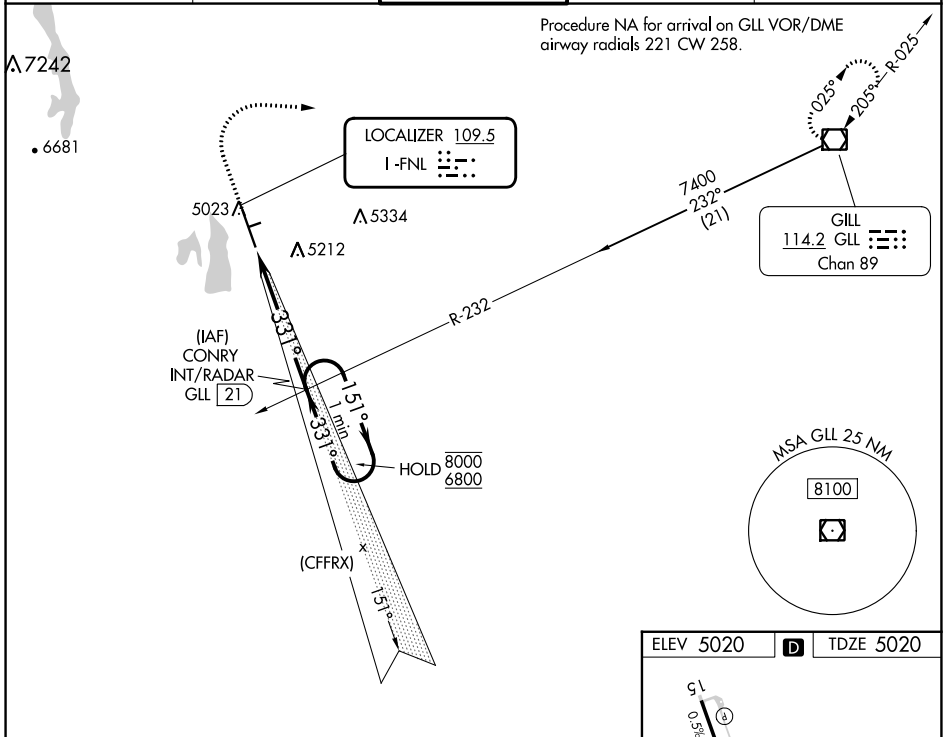 Procedure NA for arrival on GLL VOR/DME
airway radials 221 CW 258.
7242
6681
R-025
025°
205°
LOCALIZER 109.5
I-FNL
5023
5334
5212
7400
232°
(21)
GILL
114.2 GLL
Chan 89
R-232
331°
(IAF)
CONRY
INT/RADAR
GLL 21
151°
1 min
331°
HOLD 8000
6800
(CFFRX)
x
151°
MSA GLL 25 NM
8100
ELEV 5020 D TDZE 5020
15
0.5%
P